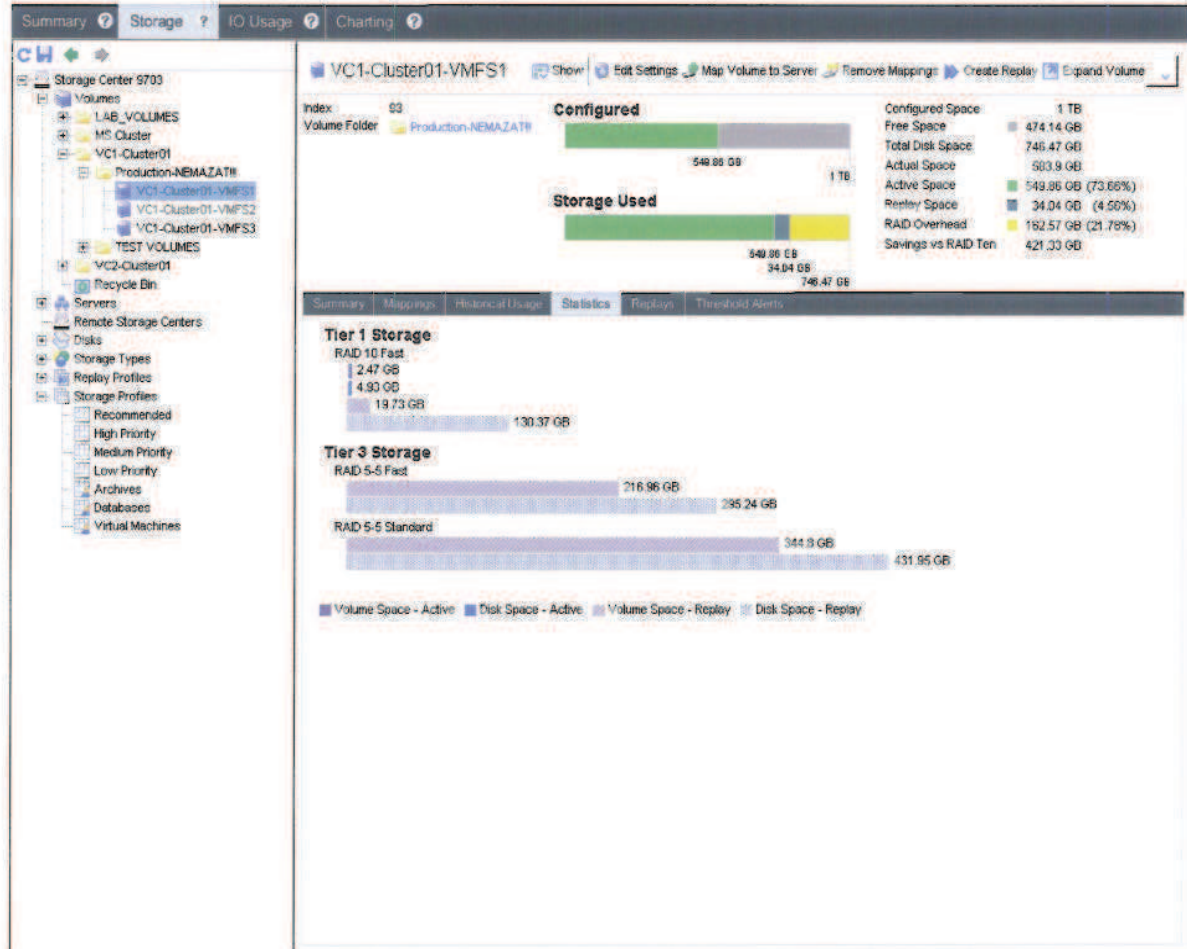 Summary ? Storage ? IO Usage ? Charting ?
Storage Center 9703
Volumes
LAB_VOLUMES
MS Cluster
VC1-Cluster01
Production-NEMAZAT!!!
VC1-Cluster01-VMFS1
VC1-Cluster01-VMFS2
VC1-Cluster01-VMFS3
TEST VOLUMES
VC2-Cluster01
Recycle Bin
Servers
Remote Storage Centers
Disks
Storage Types
Replay Profiles
Storage Profiles
Recommended
High Priority
Medium Priority
Low Priority
Archives
Databases
Virtual Machines
VC1-Cluster01-VMFS1 Show Edit Settings Map Volume to Server Remove Mappings Create Replay Expand Volume
Index 93
Volume Folder Production-NEMAZAT!!!
Configured
549.86 GB
1 TB
Storage Used
549.86 GB
34.04 GB
746.47 GB
Configured Space 1 TB
Free Space 474.14 GB
Total Disk Space 746.47 GB
Actual Space 583.9 GB
Active Space 549.86 GB (73.66%)
Replay Space 34.04 GB (4.56%)
RAID Overhead 162.57 GB (21.78%)
Savings vs RAID Ten 421.33 GB
Summary Mappings Historical Usage Statistics Replays Threshold Alerts
Tier 1 Storage
RAID 10 Fast
2.47 GB
4.93 GB
19.73 GB
130.37 GB
Tier 3 Storage
RAID 5-5 Fast
216.96 GB
295.24 GB
RAID 5-5 Standard
344.8 GB
431.95 GB
Volume Space - Active Disk Space - Active Volume Space - Replay Disk Space - Replay